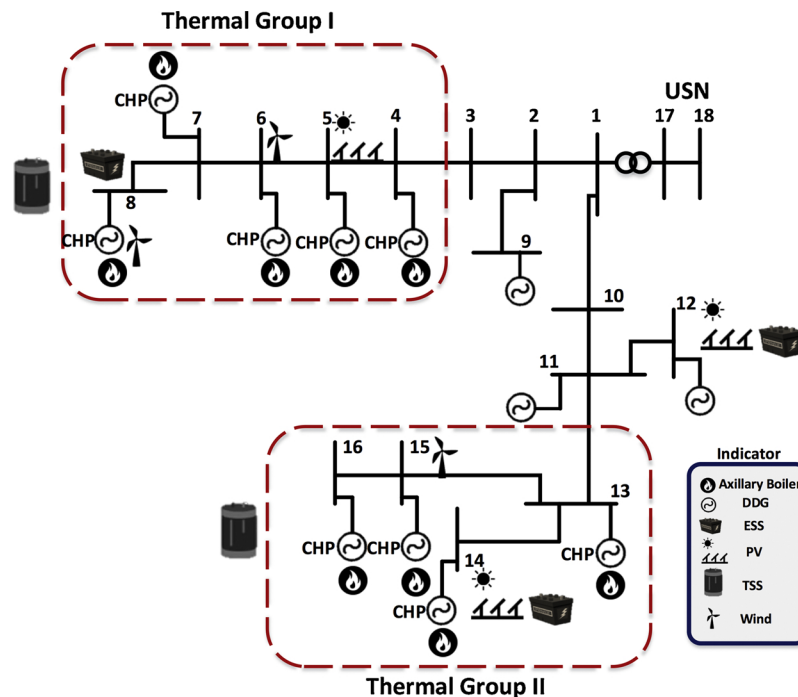 Thermal Group I
USN
CHP
7
6
5
4
3
2
1
17
18
8
CHP
CHP
CHP
CHP
9
10
12
11
16
15
13
CHP
CHP
CHP
14
CHP
Indicator
Axillary Boiler
DDG
ESS
PV
TSS
Wind
Thermal Group II